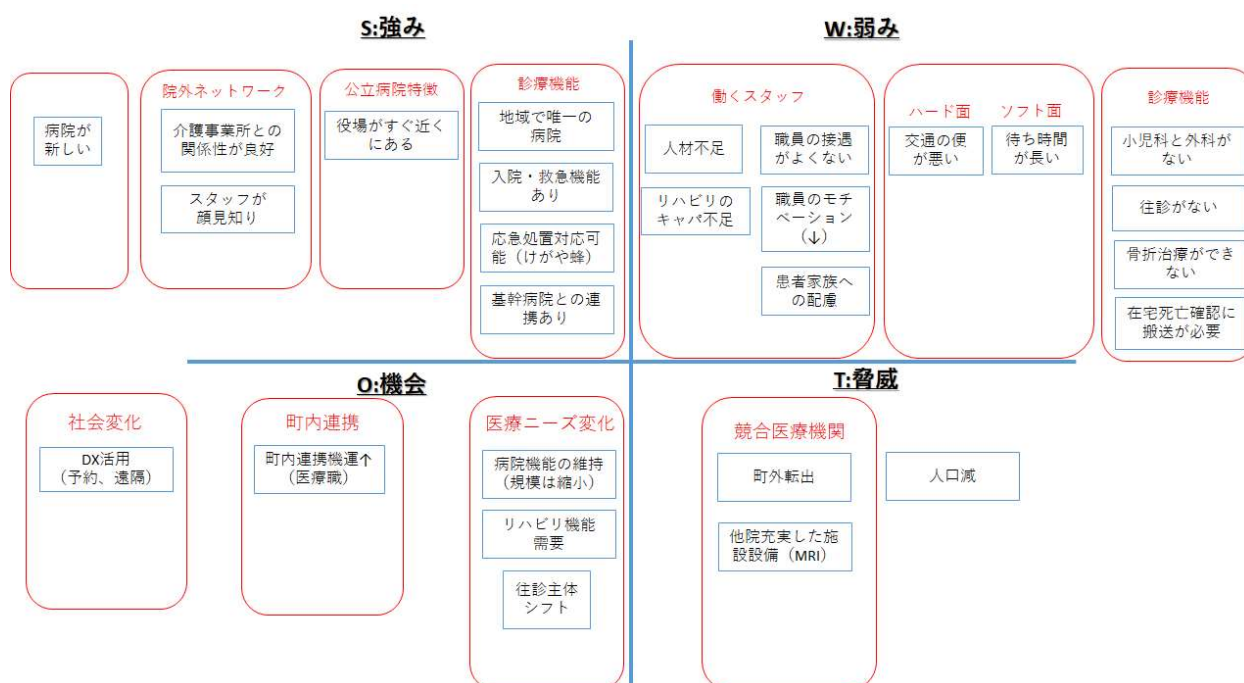 S:強み
病院が
新しい
院外ネットワーク
介護事業所との
関係性が良好
スタッフが
顔見知り
公立病院特徴
役場がすぐ近く
にある
診療機能
地域で唯一の
病院
入院・救急機能
あり
応急処置対応可
能（けがや蜂）
基幹病院との連
携あり
W:弱み
働くスタッフ
人材不足
リハビリの
キャパ不足
職員の接遇
がよくない
職員のモチ
ベーション
（↓）
患者家族へ
の配慮
ハード面
交通の便
が悪い
ソフト面
待ち時間
が長い
診療機能
小児科と外科が
ない
往診がない
骨折治療ができ
ない
在宅死亡確認に
搬送が必要
O:機会
社会変化
DX活用
（予約、遠隔）
町内連携
町内連携機運↑
（医療職）
医療ニーズ変化
病院機能の維持
（規模は縮小）
リハビリ機能
需要
往診主体
シフト
T:脅威
競合医療機関
町外転出
他院充実した施
設設備（MRI）
人口減